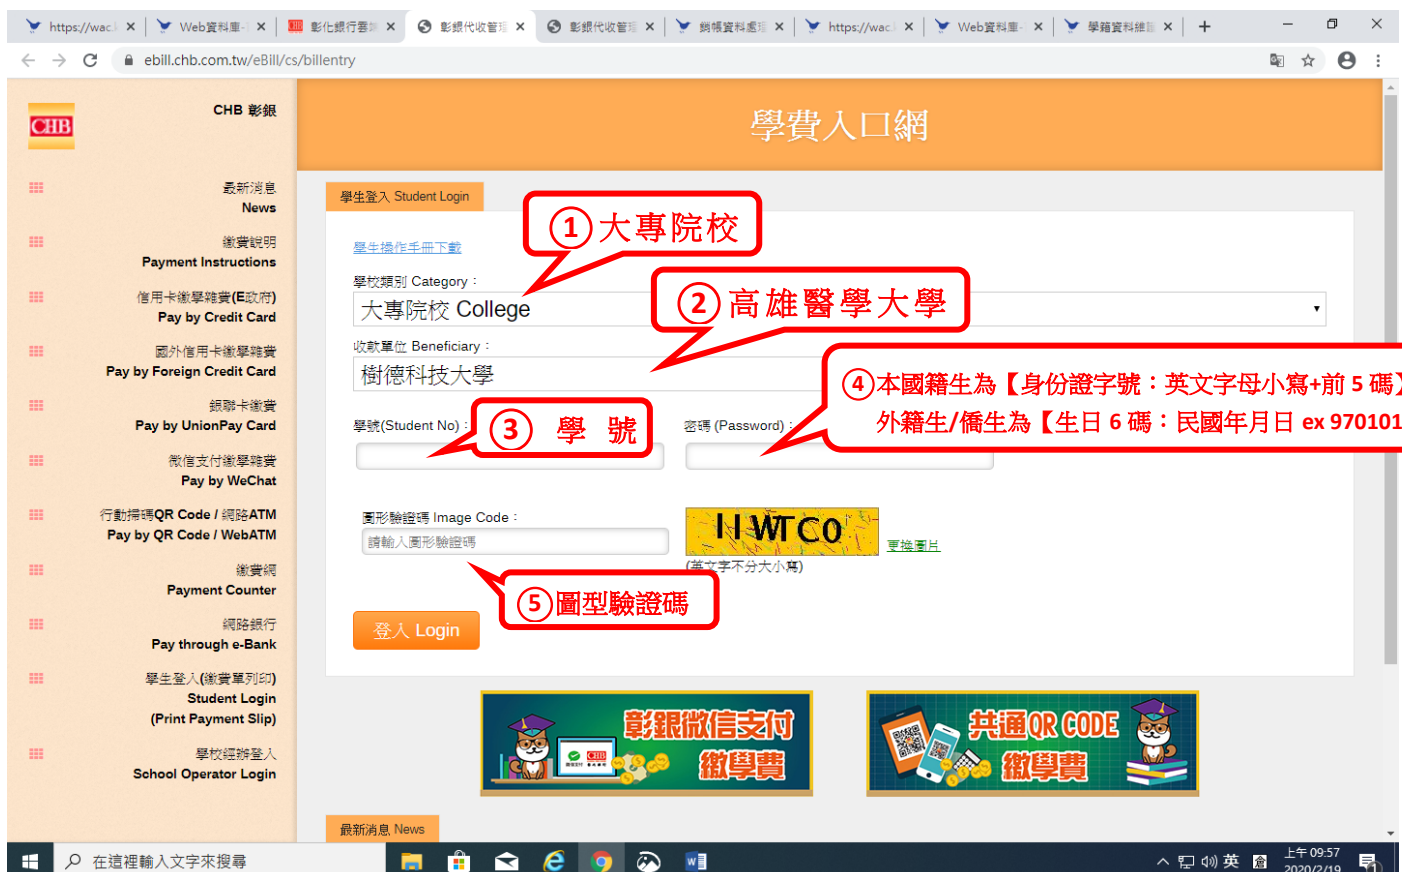 https://wac.
Web資料庫-
彰化銀行雲端
彰銀代收管理
彰銀代收管理
銷帳資料處理
https://wac.
Web資料庫-
學籍資料維護
ebill.chb.com.tw/eBill/cs/billentry
CHB
CHB 彰銀
最新消息
News
繳費說明
Payment Instructions
信用卡繳學雜費(E政府)
Pay by Credit Card
國外信用卡繳學雜費
Pay by Foreign Credit Card
銀聯卡繳費
Pay by UnionPay Card
微信支付繳學雜費
Pay by WeChat
行動掃碼QR Code / 網路ATM
Pay by QR Code / WebATM
繳費網
Payment Counter
網路銀行
Pay through e-Bank
學生登入(繳費單列印)
Student Login
(Print Payment Slip)
學校經辦登入
School Operator Login
學費入口網
學生登入 Student Login
①大專院校
學生操作手冊下載
學校類別 Category：
大專院校 College
②高雄醫學大學
收款單位 Beneficiary：
樹德科技大學
④本國籍生為【身份證字號：英文字母小寫+前 5 碼】
外籍生/僑生為【生日 6 碼：民國年月日 ex 970101
學號(Student No)：
③ 學 號
密碼 (Password)：
圖形驗證碼 Image Code：
請輸入圖形驗證碼
IIWTCO
更換圖片
(英文字不分大小寫)
⑤圖型驗證碼
登入 Login
彰銀微信支付
繳學費
CHB
共通QR CODE
繳學費
最新消息 News
在這裡輸入文字來搜尋
英
倉
上午 09:57
2020/2/19